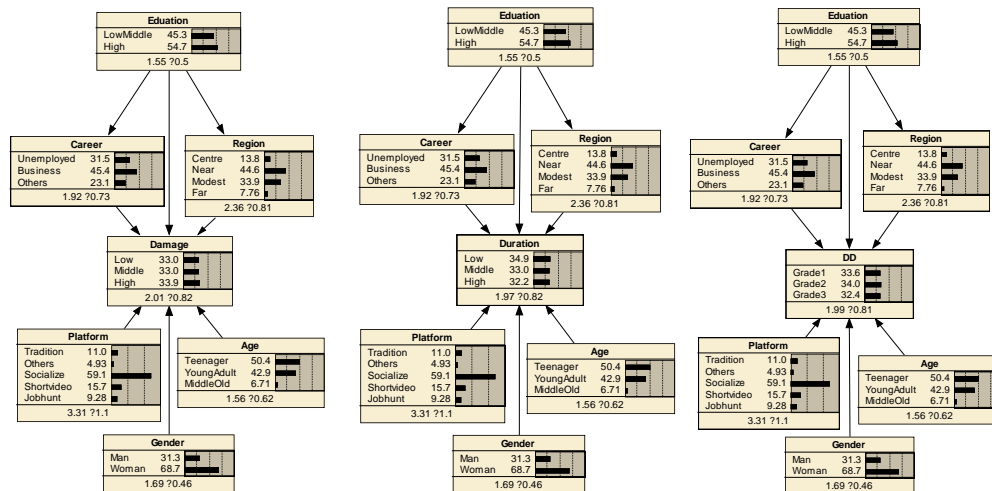 Eduation
LowMiddle 45.3
High 54.7
1.55 ?0.5
Career
Unemployed 31.5
Business 45.4
Others 23.1
1.92 ?0.73
Region
Centre 13.8
Near 44.6
Modest 33.9
Far 7.76
2.36 ?0.81
Damage
Low 33.0
Middle 33.0
High 33.9
2.01 ?0.82
Platform
Tradition 11.0
Others 4.93
Socialize 59.1
Shortvideo 15.7
Jobhunt 9.28
3.31 ?1.1
Age
Teenager 50.4
YoungAdult 42.9
MiddleOld 6.71
1.56 ?0.62
Gender
Man 31.3
Woman 68.7
1.69 ?0.46
Eduation
LowMiddle 45.3
High 54.7
1.55 ?0.5
Career
Unemployed 31.5
Business 45.4
Others 23.1
1.92 ?0.73
Region
Centre 13.8
Near 44.6
Modest 33.9
Far 7.76
2.36 ?0.81
Duration
Low 34.9
Middle 33.0
High 32.2
1.97 ?0.82
Platform
Tradition 11.0
Others 4.93
Socialize 59.1
Shortvideo 15.7
Jobhunt 9.28
3.31 ?1.1
Age
Teenager 50.4
YoungAdult 42.9
MiddleOld 6.71
1.56 ?0.62
Gender
Man 31.3
Woman 68.7
1.69 ?0.46
Eduation
LowMiddle 45.3
High 54.7
1.55 ?0.5
Career
Unemployed 31.5
Business 45.4
Others 23.1
1.92 ?0.73
Region
Centre 13.8
Near 44.6
Modest 33.9
Far 7.76
2.36 ?0.81
DD
Grade1 33.6
Grade2 34.0
Grade3 32.4
1.99 ?0.81
Platform
Tradition 11.0
Others 4.93
Socialize 59.1
Shortvideo 15.7
Jobhunt 9.28
3.31 ?1.1
Age
Teenager 50.4
YoungAdult 42.9
MiddleOld 6.71
1.56 ?0.62
Gender
Man 31.3
Woman 68.7
1.69 ?0.46